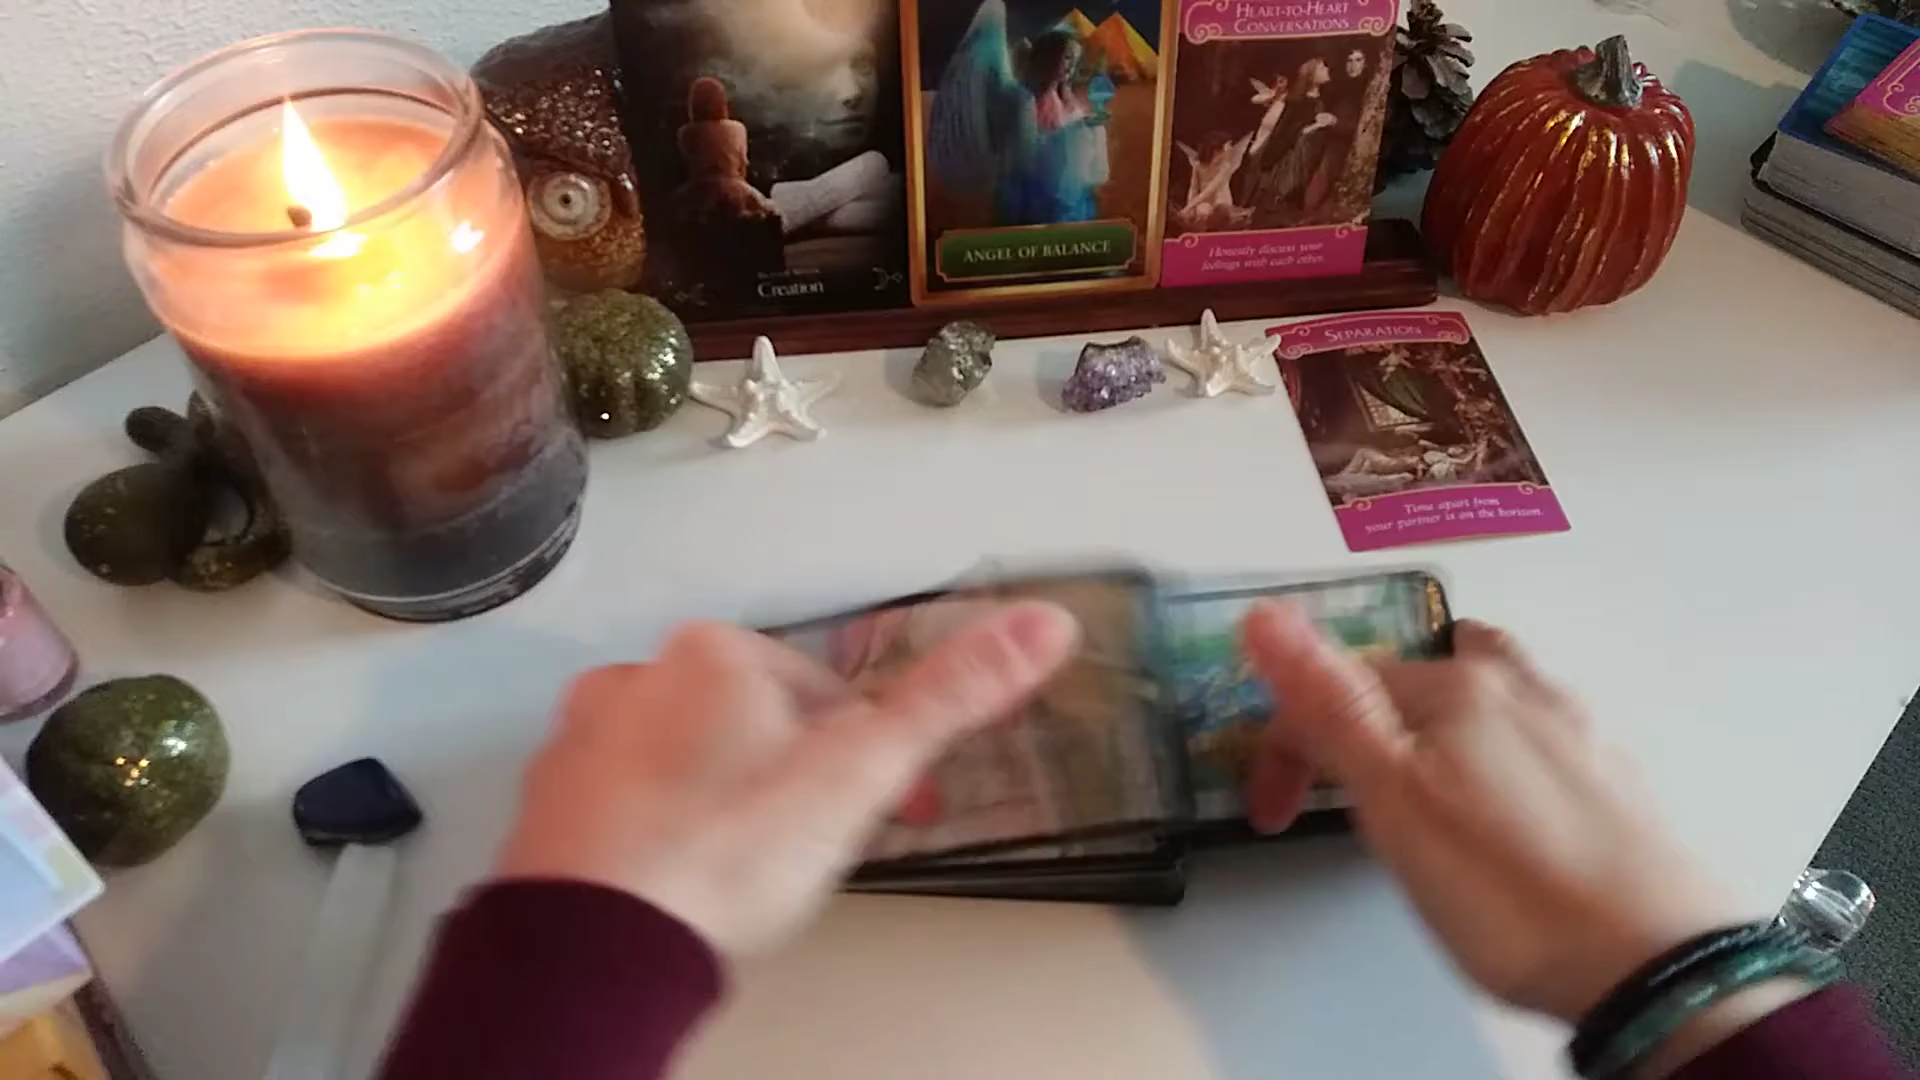 HEART-TO-HEART
CONVERSATIONS
Creation
ANGEL OF BALANCE
Honestly discuss your
feelings with each other.
SEPARATION
Time apart from
your partner is on the horizon.